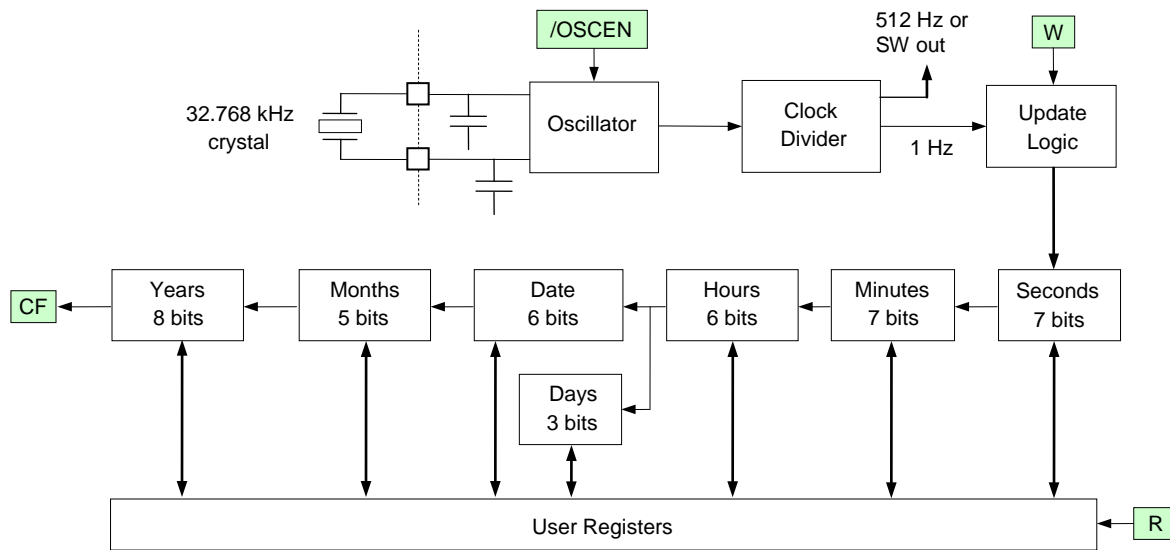 /OSCEN
512 Hz or
SW out
W
32.768 kHz
crystal
Oscillator
Clock
Divider
1 Hz
Update
Logic
CF
Years
8 bits
Months
5 bits
Date
6 bits
Hours
6 bits
Minutes
7 bits
Seconds
7 bits
Days
3 bits
User Registers
R